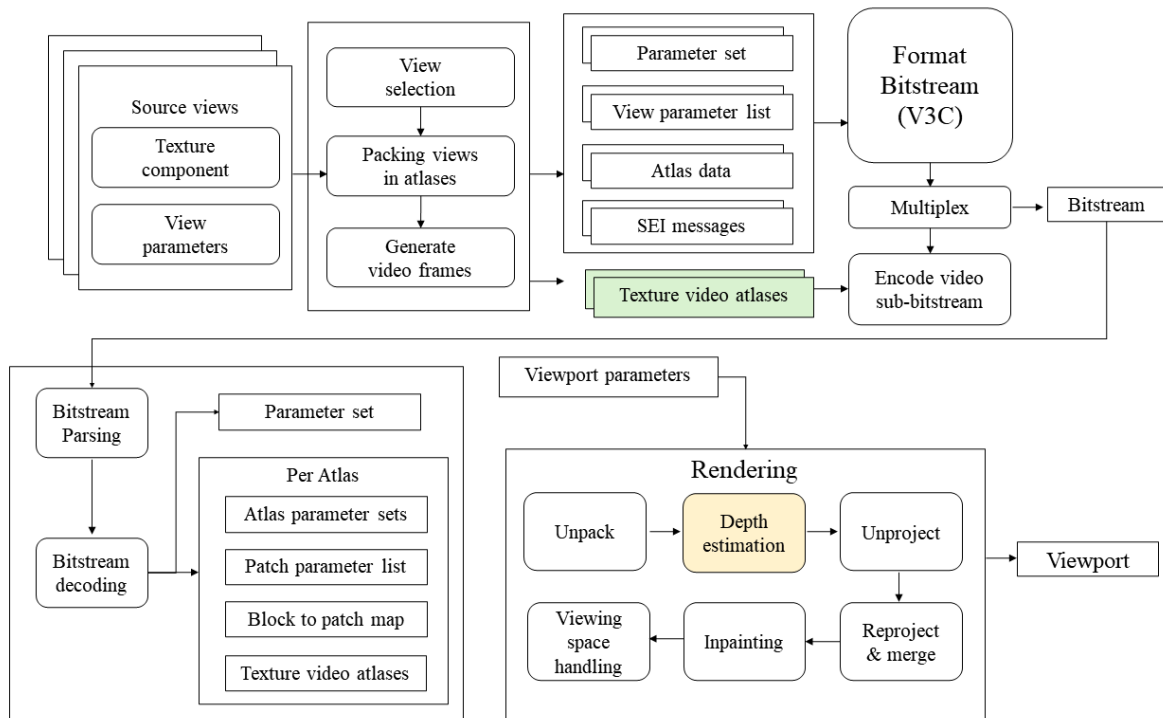 Source views
Texture
component
View
parameters
View
selection
Packing views
in atlases
Generate
video frames
Parameter set
View parameter list
Atlas data
SEI messages
Texture video atlases
Format
Bitstream
(V3C)
Multiplex
Encode video
sub-bitstream
Bitstream
Bitstream
Parsing
Bitstream
decoding
Parameter set
Per Atlas
Atlas parameter sets
Patch parameter list
Block to patch map
Texture video atlases
Viewport parameters
Rendering
Unpack
Depth
estimation
Unproject
Viewing
space
handling
Inpainting
Reproject
& merge
Viewport